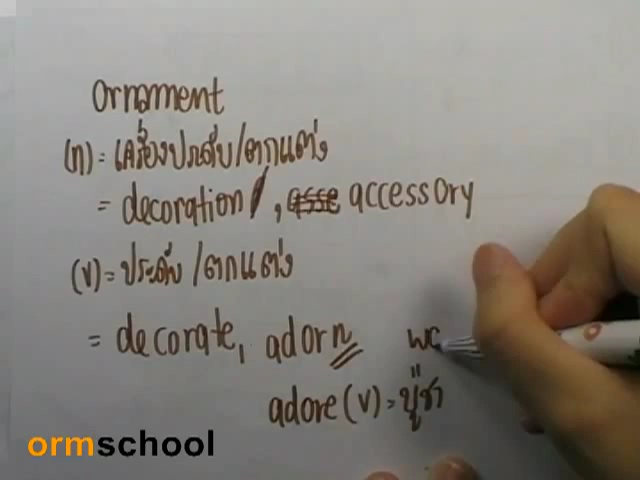 Ornament
(n) = เครื่องประดับ/ตกแต่ง
= decoration, accessory
(v) = ประดับ/ตกแต่ง
= decorate, adorn wo
adore (v) = บูชา
ormschool